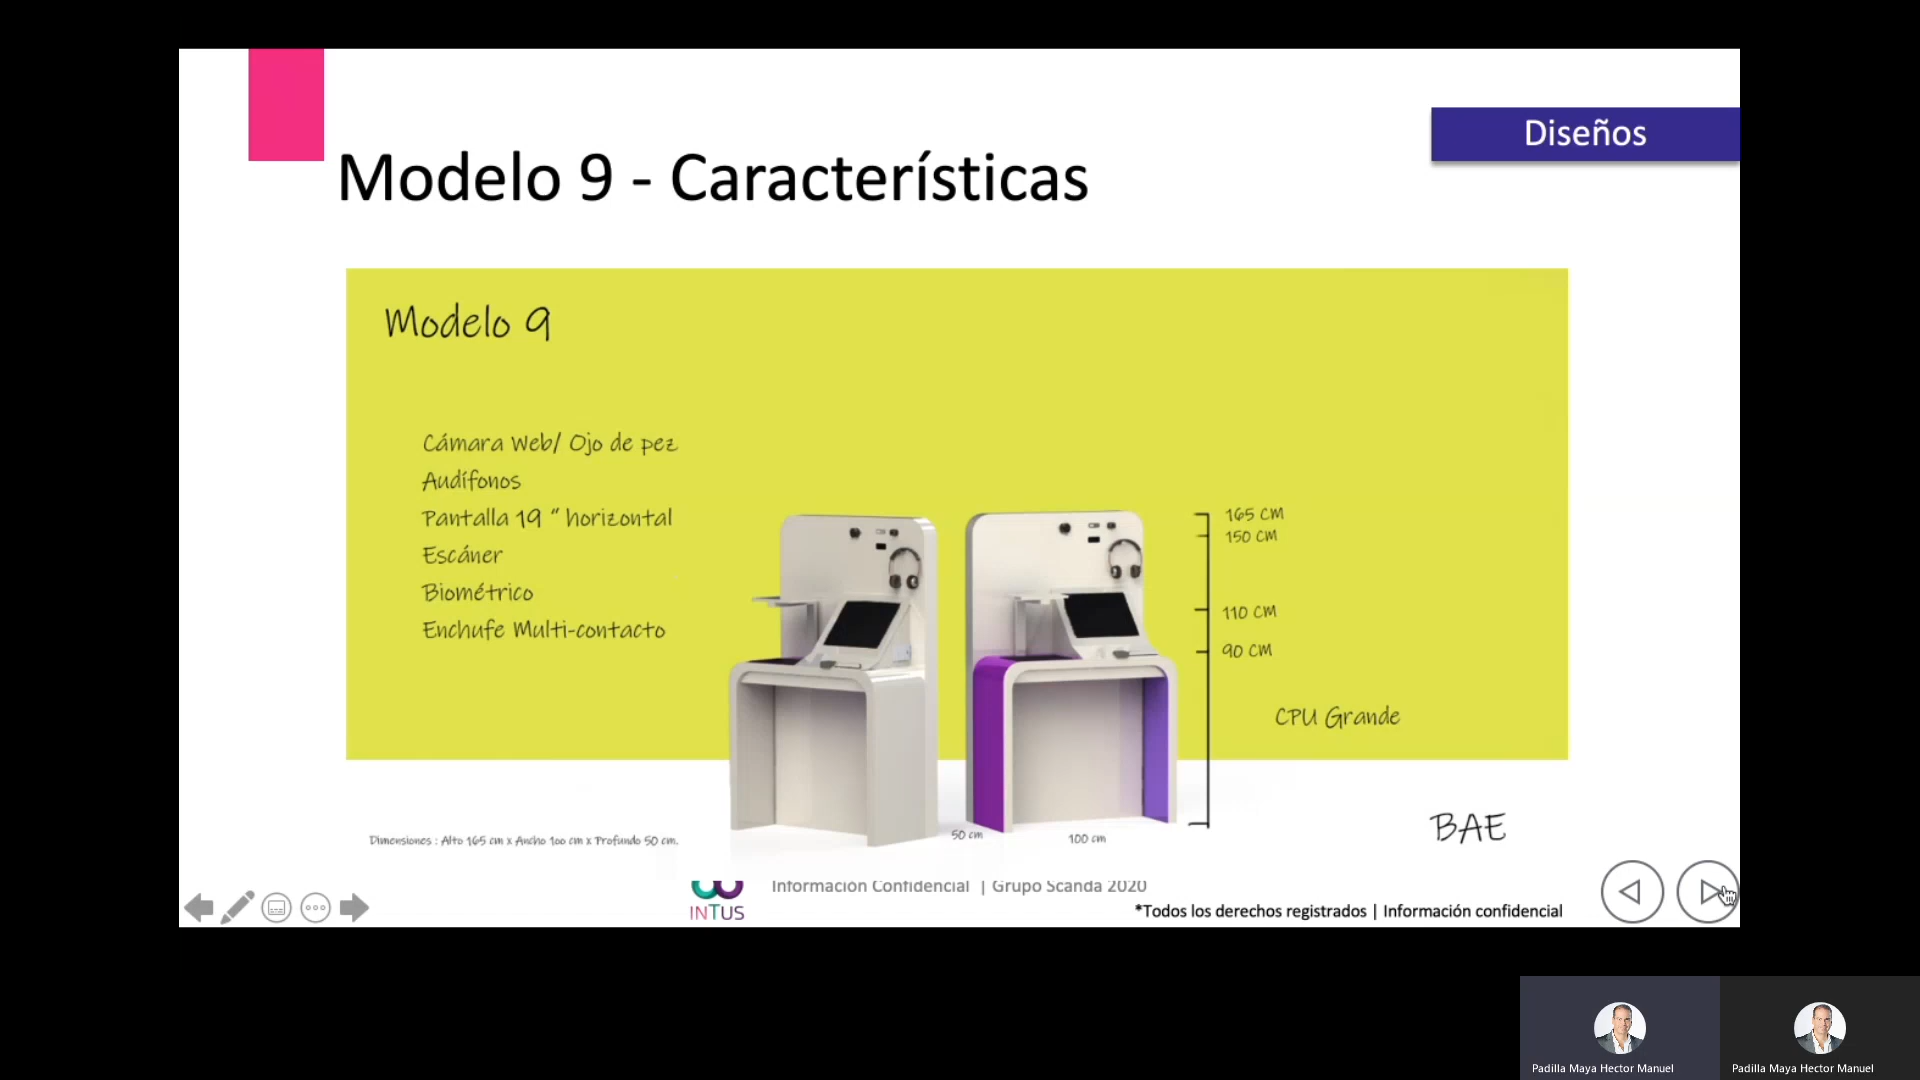 Diseños
Modelo 9 - Características
Modelo 9
Cámara Web/ Ojo de pez
Audífonos
Pantalla 19 " horizontal
Escáner
Biométrico
Enchufe Multi-contacto
165 CM
150 CM
110 CM
90 CM
CPU Grande
BAE
50 cm
100 cm
Dimensiones : Alto 165 cm x Ancho 100 cm x Profundo 50 cm.
INTUS
Información Confidencial | Grupo Scanda 2020
*Todos los derechos registrados | Información confidencial
Padilla Maya Hector Manuel
Padilla Maya Hector Manuel